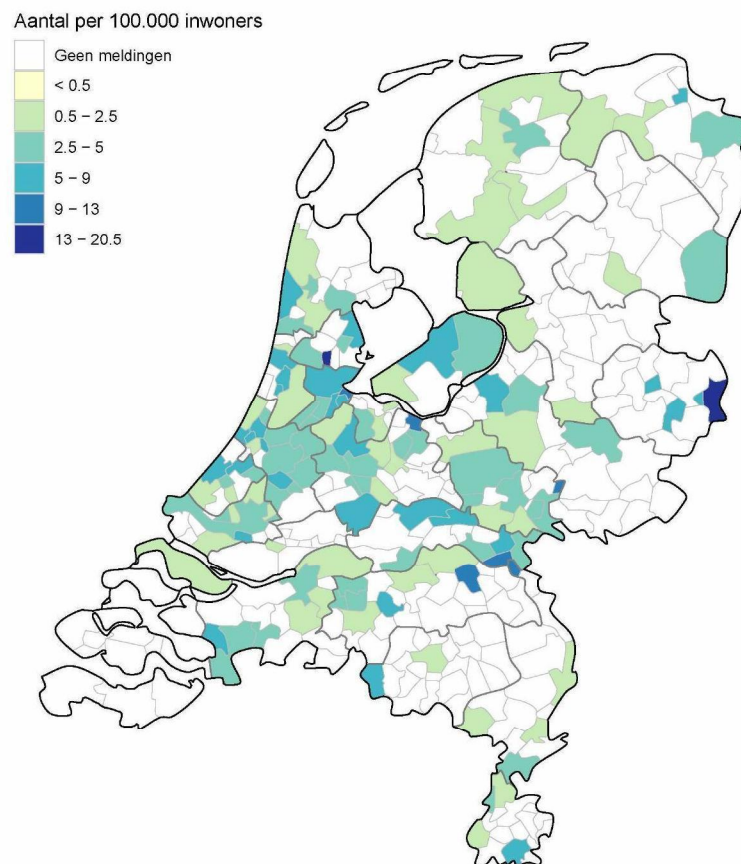 Aantal per 100.000 inwoners
Geen meldingen
< 0.5
0.5 – 2.5
2.5 – 5
5 – 9
9 – 13
13 – 20.5